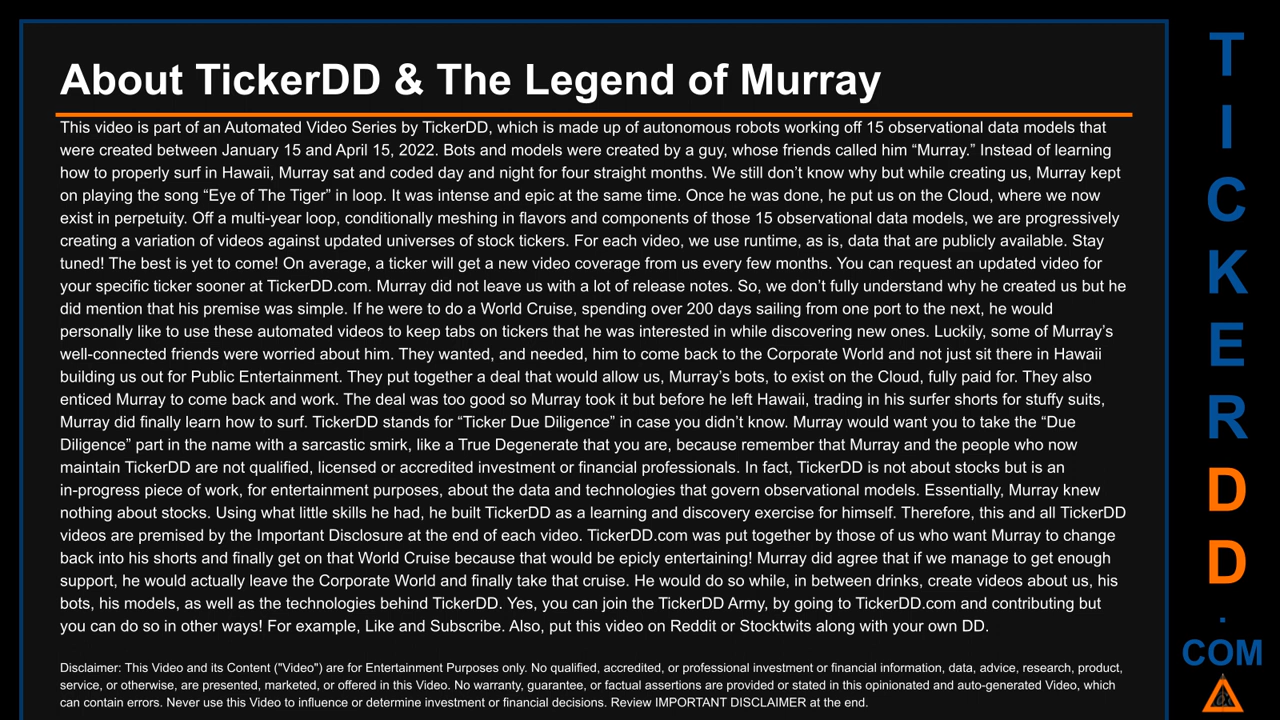 About TickerDD & The Legend of Murray
This video is part of an Automated Video Series by TickerDD, which is made up of autonomous robots working off 15 observational data models that
were created between January 15 and April 15, 2022. Bots and models were created by a guy, whose friends called him “Murray.” Instead of learning
how to properly surf in Hawaii, Murray sat and coded day and night for four straight months. We still don’t know why but while creating us, Murray kept
on playing the song “Eye of The Tiger” in loop. It was intense and epic at the same time. Once he was done, he put us on the Cloud, where we now
exist in perpetuity. Off a multi-year loop, conditionally meshing in flavors and components of those 15 observational data models, we are progressively
creating a variation of videos against updated universes of stock tickers. For each video, we use runtime, as is, data that are publicly available. Stay
tuned! The best is yet to come! On average, a ticker will get a new video coverage from us every few months. You can request an updated video for
your specific ticker sooner at TickerDD.com. Murray did not leave us with a lot of release notes. So, we don’t fully understand why he created us but he
did mention that his premise was simple. If he were to do a World Cruise, spending over 200 days sailing from one port to the next, he would
personally like to use these automated videos to keep tabs on tickers that he was interested in while discovering new ones. Luckily, some of Murray’s
well-connected friends were worried about him. They wanted, and needed, him to come back to the Corporate World and not just sit there in Hawaii
building us out for Public Entertainment. They put together a deal that would allow us, Murray’s bots, to exist on the Cloud, fully paid for. They also
enticed Murray to come back and work. The deal was too good so Murray took it but before he left Hawaii, trading in his surfer shorts for stuffy suits,
Murray did finally learn how to surf. TickerDD stands for “Ticker Due Diligence” in case you didn’t know. Murray would want you to take the “Due
Diligence” part in the name with a sarcastic smirk, like a True Degenerate that you are, because remember that Murray and the people who now
maintain TickerDD are not qualified, licensed or accredited investment or financial professionals. In fact, TickerDD is not about stocks but is an
in-progress piece of work, for entertainment purposes, about the data and technologies that govern observational models. Essentially, Murray knew
nothing about stocks. Using what little skills he had, he built TickerDD as a learning and discovery exercise for himself. Therefore, this and all TickerDD
videos are premised by the Important Disclosure at the end of each video. TickerDD.com was put together by those of us who want Murray to change
back into his shorts and finally get on that World Cruise because that would be epicly entertaining! Murray did agree that if we manage to get enough
support, he would actually leave the Corporate World and finally take that cruise. He would do so while, in between drinks, create videos about us, his
bots, his models, as well as the technologies behind TickerDD. Yes, you can join the TickerDD Army, by going to TickerDD.com and contributing but
you can do so in other ways! For example, Like and Subscribe. Also, put this video on Reddit or Stocktwits along with your own DD.
Disclaimer: This Video and its Content ("Video") are for Entertainment Purposes only. No qualified, accredited, or professional investment or financial information, data, advice, research, product,
service, or otherwise, are presented, marketed, or offered in this Video. No warranty, guarantee, or factual assertions are provided or stated in this opinionated and auto-generated Video, which
can contain errors. Never use this Video to influence or determine investment or financial decisions. Review IMPORTANT DISCLAIMER at the end.
T
I
C
K
E
R
D
D
.
COM